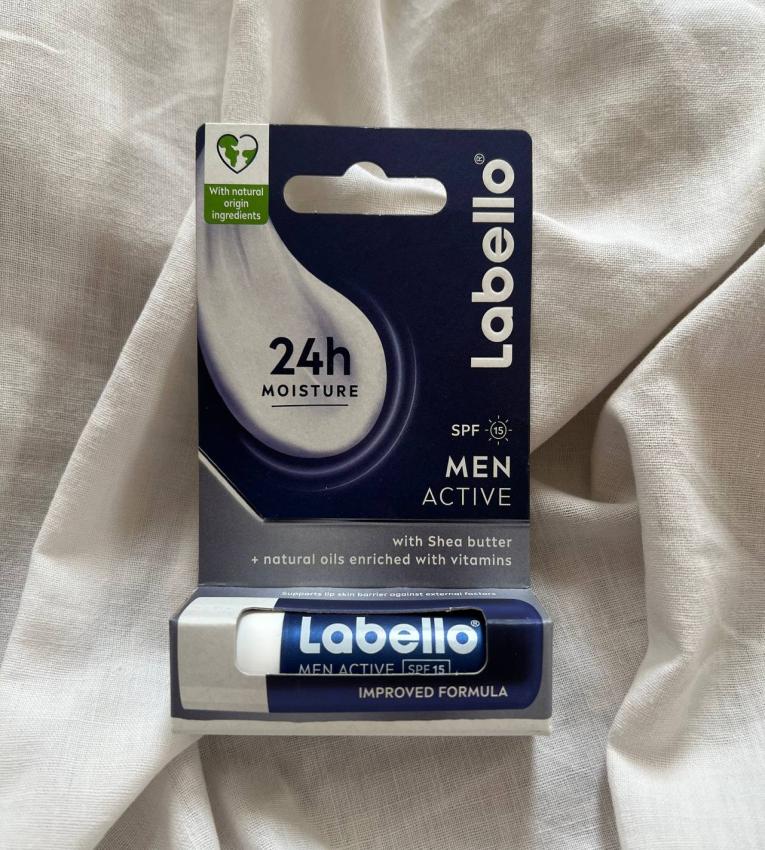 With natural
origin
ingredients
Labello®
24h
MOISTURE
SPF 15
MEN
ACTIVE
with Shea butter
+ natural oils enriched with vitamins
Supports lip skin barrier against external factors
Labello®
MEN ACTIVE SPF 15
IMPROVED FORMULA